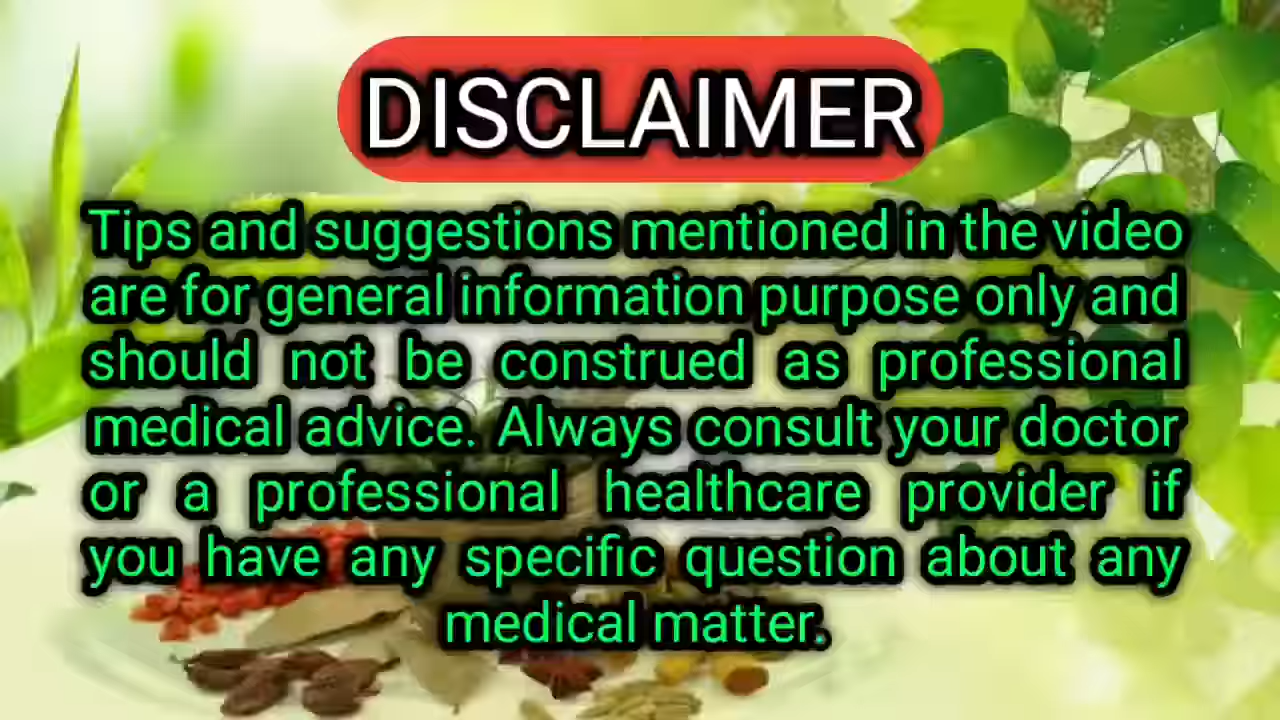 DISCLAIMER
Tips and suggestions mentioned in the video
are for general information purpose only and
should not be construed as professional
medical advice. Always consult your doctor
or a professional healthcare provider if
you have any specific question about any
medical matter.